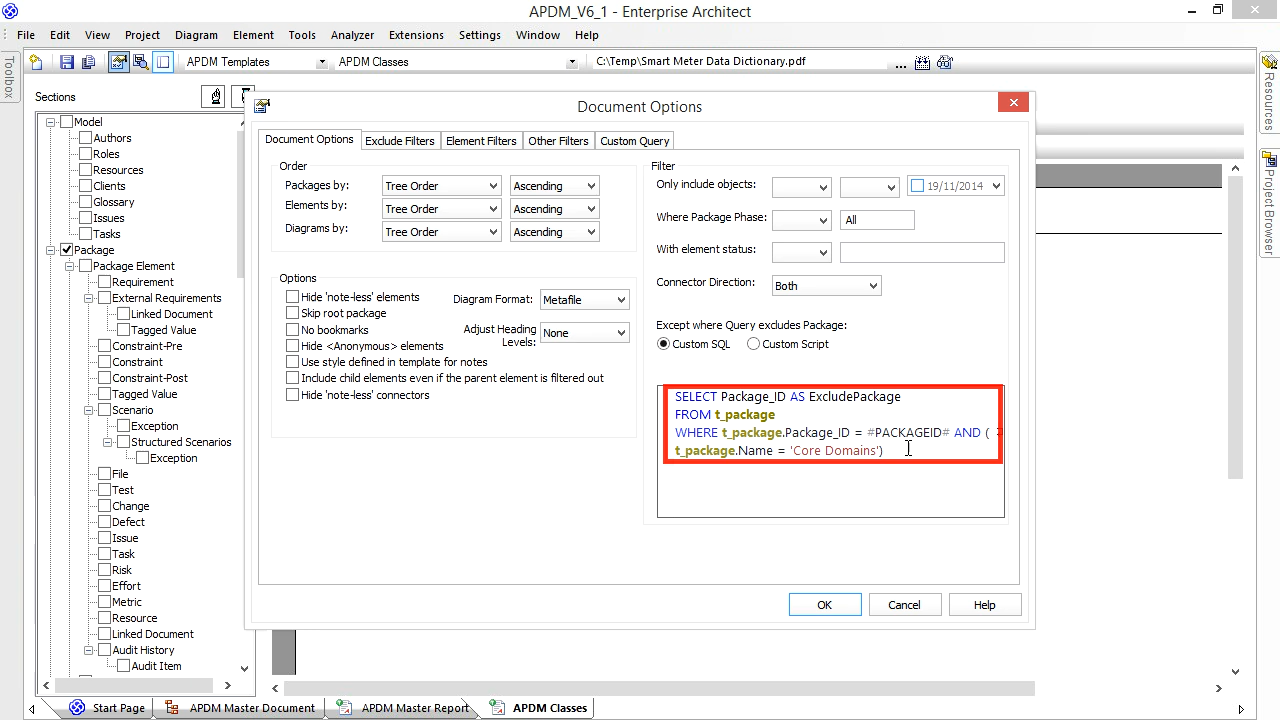 APDM_V6_1 - Enterprise Architect
File Edit View Project Diagram Element Tools Analyzer Extensions Settings Window Help
APDM Templates APDM Classes C:\Temp\Smart Meter Data Dictionary.pdf ...
Toolbox
Resources
Project Browser
Sections
Model
Authors
Roles
Resources
Clients
Glossary
Issues
Tasks
Package
Package Element
Requirement
External Requirements
Linked Document
Tagged Value
Constraint-Pre
Constraint
Constraint-Post
Tagged Value
Scenario
Exception
Structured Scenarios
Exception
File
Test
Change
Defect
Issue
Task
Risk
Effort
Metric
Resource
Linked Document
Audit History
Audit Item
Document Options
Document Options Exclude Filters Element Filters Other Filters Custom Query
Order
Packages by: Tree Order Ascending
Elements by: Tree Order Ascending
Diagrams by: Tree Order Ascending
Options
Hide 'note-less' elements
Skip root package
No bookmarks
Hide <Anonymous> elements
Use style defined in template for notes
Include child elements even if the parent element is filtered out
Hide 'note-less' connectors
Diagram Format: Metafile
Adjust Heading Levels: None
Filter
Only include objects: 19/11/2014
Where Package Phase: All
With element status:
Connector Direction: Both
Except where Query excludes Package:
Custom SQL Custom Script
SELECT Package_ID AS ExcludePackage
FROM t_package
WHERE t_package.Package_ID = #PACKAGEID# AND (
t_package.Name = 'Core Domains')
OK Cancel Help
Start Page APDM Master Document APDM Master Report APDM Classes